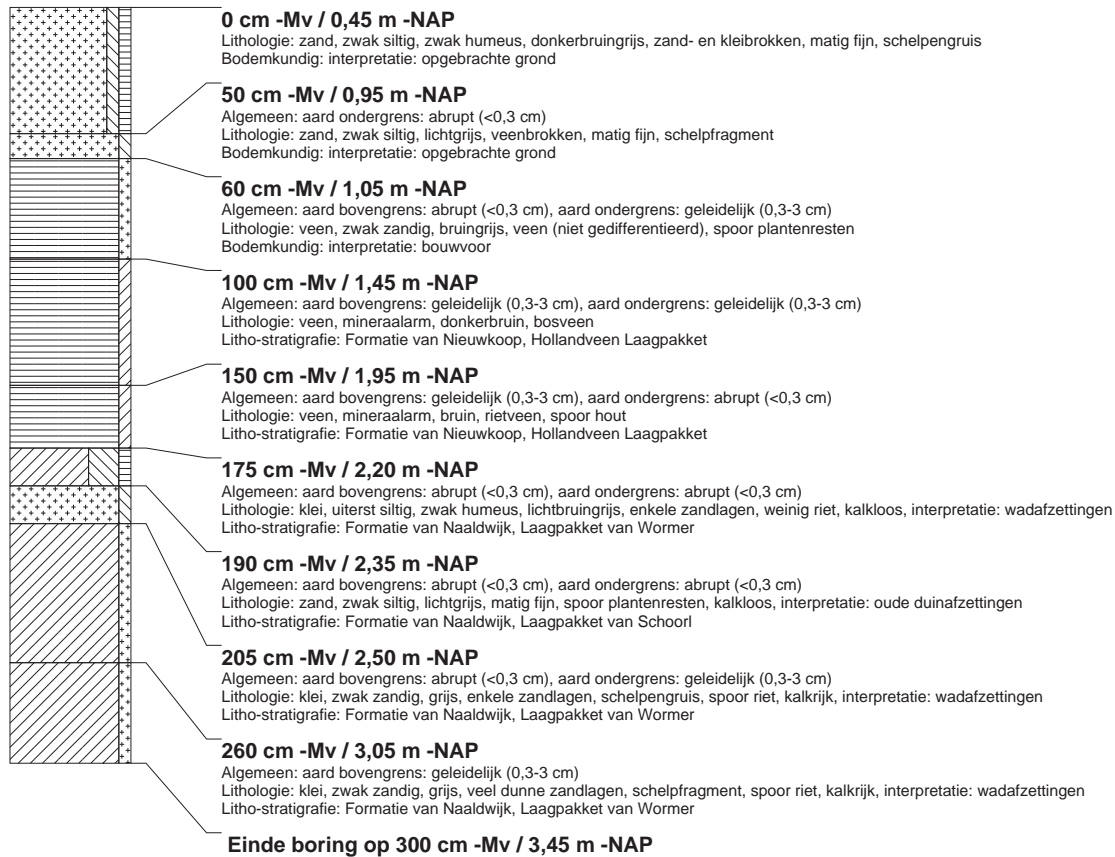 0 cm -Mv / 0,45 m -NAP
Lithologie: zand, zwak siltig, zwak humeus, donkerbruingrijs, zand- en kleibrokken, matig fijn, schelpengruis
Bodemkundig: interpretatie: opgebrachte grond
50 cm -Mv / 0,95 m -NAP
Algemeen: aard ondergrens: abrupt (<0,3 cm)
Lithologie: zand, zwak siltig, lichtgrijs, veenbrokken, matig fijn, schelpfragment
Bodemkundig: interpretatie: opgebrachte grond
60 cm -Mv / 1,05 m -NAP
Algemeen: aard bovengrens: abrupt (<0,3 cm), aard ondergrens: geleidelijk (0,3-3 cm)
Lithologie: veen, zwak zandig, bruingrijs, veen (niet gedifferentieerd), spoor plantenresten
Bodemkundig: interpretatie: bouwvoor
100 cm -Mv / 1,45 m -NAP
Algemeen: aard bovengrens: geleidelijk (0,3-3 cm), aard ondergrens: geleidelijk (0,3-3 cm)
Lithologie: veen, mineraalarm, donkerbruin, bosveen
Litho-stratigrafie: Formatie van Nieuwkoop, Hollandveen Laagpakket
150 cm -Mv / 1,95 m -NAP
Algemeen: aard bovengrens: geleidelijk (0,3-3 cm), aard ondergrens: abrupt (<0,3 cm)
Lithologie: veen, mineraalarm, bruin, rietveen, spoor hout
Litho-stratigrafie: Formatie van Nieuwkoop, Hollandveen Laagpakket
175 cm -Mv / 2,20 m -NAP
Algemeen: aard bovengrens: abrupt (<0,3 cm), aard ondergrens: abrupt (<0,3 cm)
Lithologie: klei, uiterst siltig, zwak humeus, lichtbruingrijs, enkele zandlagen, weinig riet, kalkloos, interpretatie: wadafzettingen
Litho-stratigrafie: Formatie van Naaldwijk, Laagpakket van Wormer
190 cm -Mv / 2,35 m -NAP
Algemeen: aard bovengrens: abrupt (<0,3 cm), aard ondergrens: abrupt (<0,3 cm)
Lithologie: zand, zwak siltig, lichtgrijs, matig fijn, spoor plantenresten, kalkloos, interpretatie: oude duinafzettingen
Litho-stratigrafie: Formatie van Naaldwijk, Laagpakket van Schoorl
205 cm -Mv / 2,50 m -NAP
Algemeen: aard bovengrens: abrupt (<0,3 cm), aard ondergrens: geleidelijk (0,3-3 cm)
Lithologie: klei, zwak zandig, grijs, enkele zandlagen, schelpengruis, spoor riet, kalkrijk, interpretatie: wadafzettingen
Litho-stratigrafie: Formatie van Naaldwijk, Laagpakket van Wormer
260 cm -Mv / 3,05 m -NAP
Algemeen: aard bovengrens: geleidelijk (0,3-3 cm)
Lithologie: klei, zwak zandig, grijs, veel dunne zandlagen, schelpfragment, spoor riet, kalkrijk, interpretatie: wadafzettingen
Litho-stratigrafie: Formatie van Naaldwijk, Laagpakket van Wormer
Einde boring op 300 cm -Mv / 3,45 m -NAP